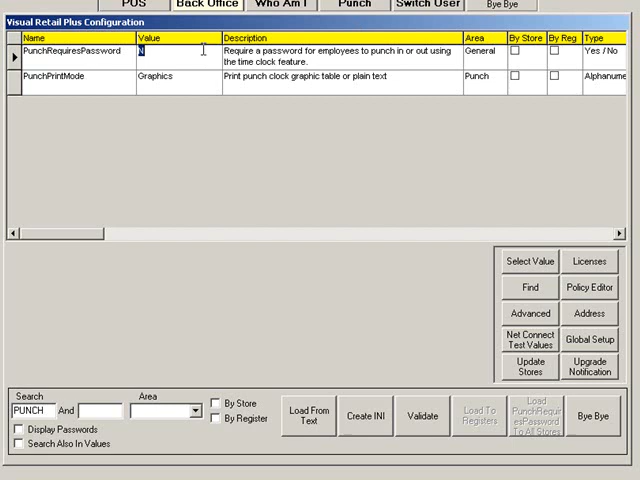 POS Back Office Who Am I Punch Switch User Bye Bye
Visual Retail Plus Configuration
Name Value Description Area By Store By Reg Type
PunchRequiresPassword N Require a password for employees to punch in or out using General Yes / No
the time clock feature.
PunchPrintMode Graphics Print punch clock graphic table or plain text Punch Alphanume
Select Value Licenses
Find Policy Editor
Advanced Address
Net Connect
Test Values
Global Setup
Update
Stores
Upgrade
Notification
Search Area
PUNCH And
By Store
By Register
Display Passwords
Search Also In Values
Load From
Text
Create INI
Validate
Load To
Registers
Load
PunchRequir
esPassword
To All Stores
Bye Bye